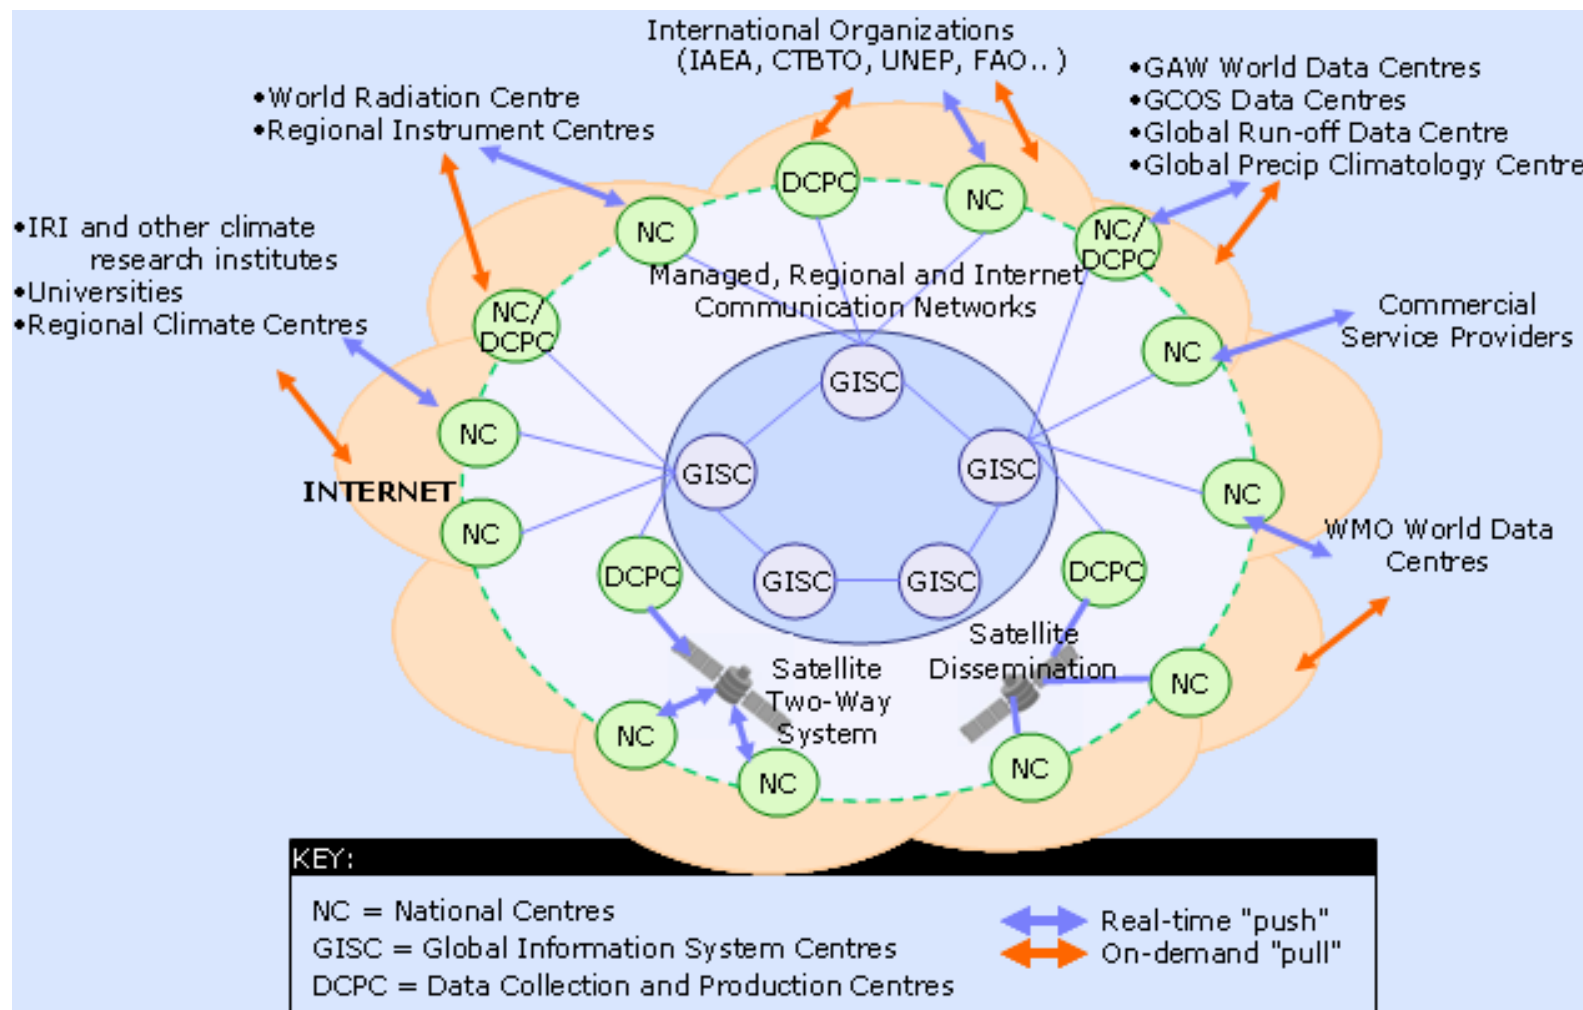 International Organizations
(IAEA, CTBTO, UNEP, FAO.. )
•World Radiation Centre
•Regional Instrument Centres
•GAW World Data Centres
•GCOS Data Centres
•Global Run-off Data Centre
•Global Precip Climatology Centre
•IRI and other climate
research institutes
•Universities
•Regional Climate Centres
DCPC
NC
NC
NC/
DCPC
Managed, Regional and Internet
Communication Networks
NC/
DCPC
Commercial
Service Providers
NC
GISC
NC
GISC
GISC
INTERNET
NC
NC
WMO World Data
Centres
DCPC
GISC
GISC
DCPC
Satellite
Dissemination
Satellite
Two-Way
System
NC
NC
NC
NC
KEY:
NC = National Centres
GISC = Global Information System Centres
DCPC = Data Collection and Production Centres
Real-time "push"
On-demand "pull"